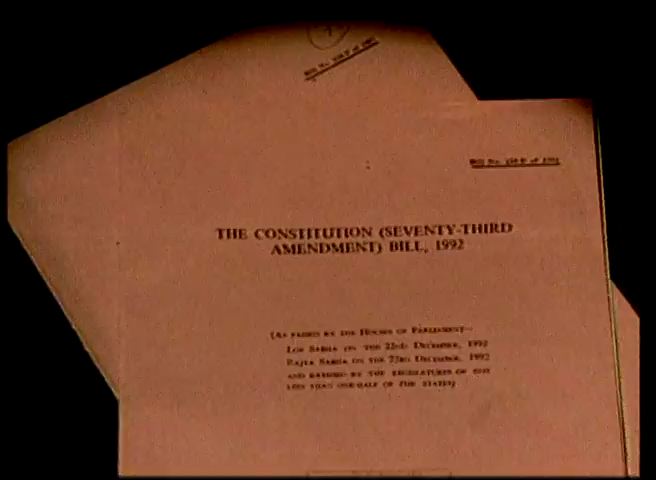 THE CONSTITUTION (SEVENTY-THIRD
AMENDMENT) BILL, 1992
[AS PASSED BY THE HOUSES OF PARLIAMENT—
LOK SABHA ON THE 22ND DECEMBER, 1992
RAJYA SABHA ON THE 23RD DECEMBER, 1992
AND RATIFIED BY THE LEGISLATURES OF NOT
LESS THAN ONE-HALF OF THE STATES]